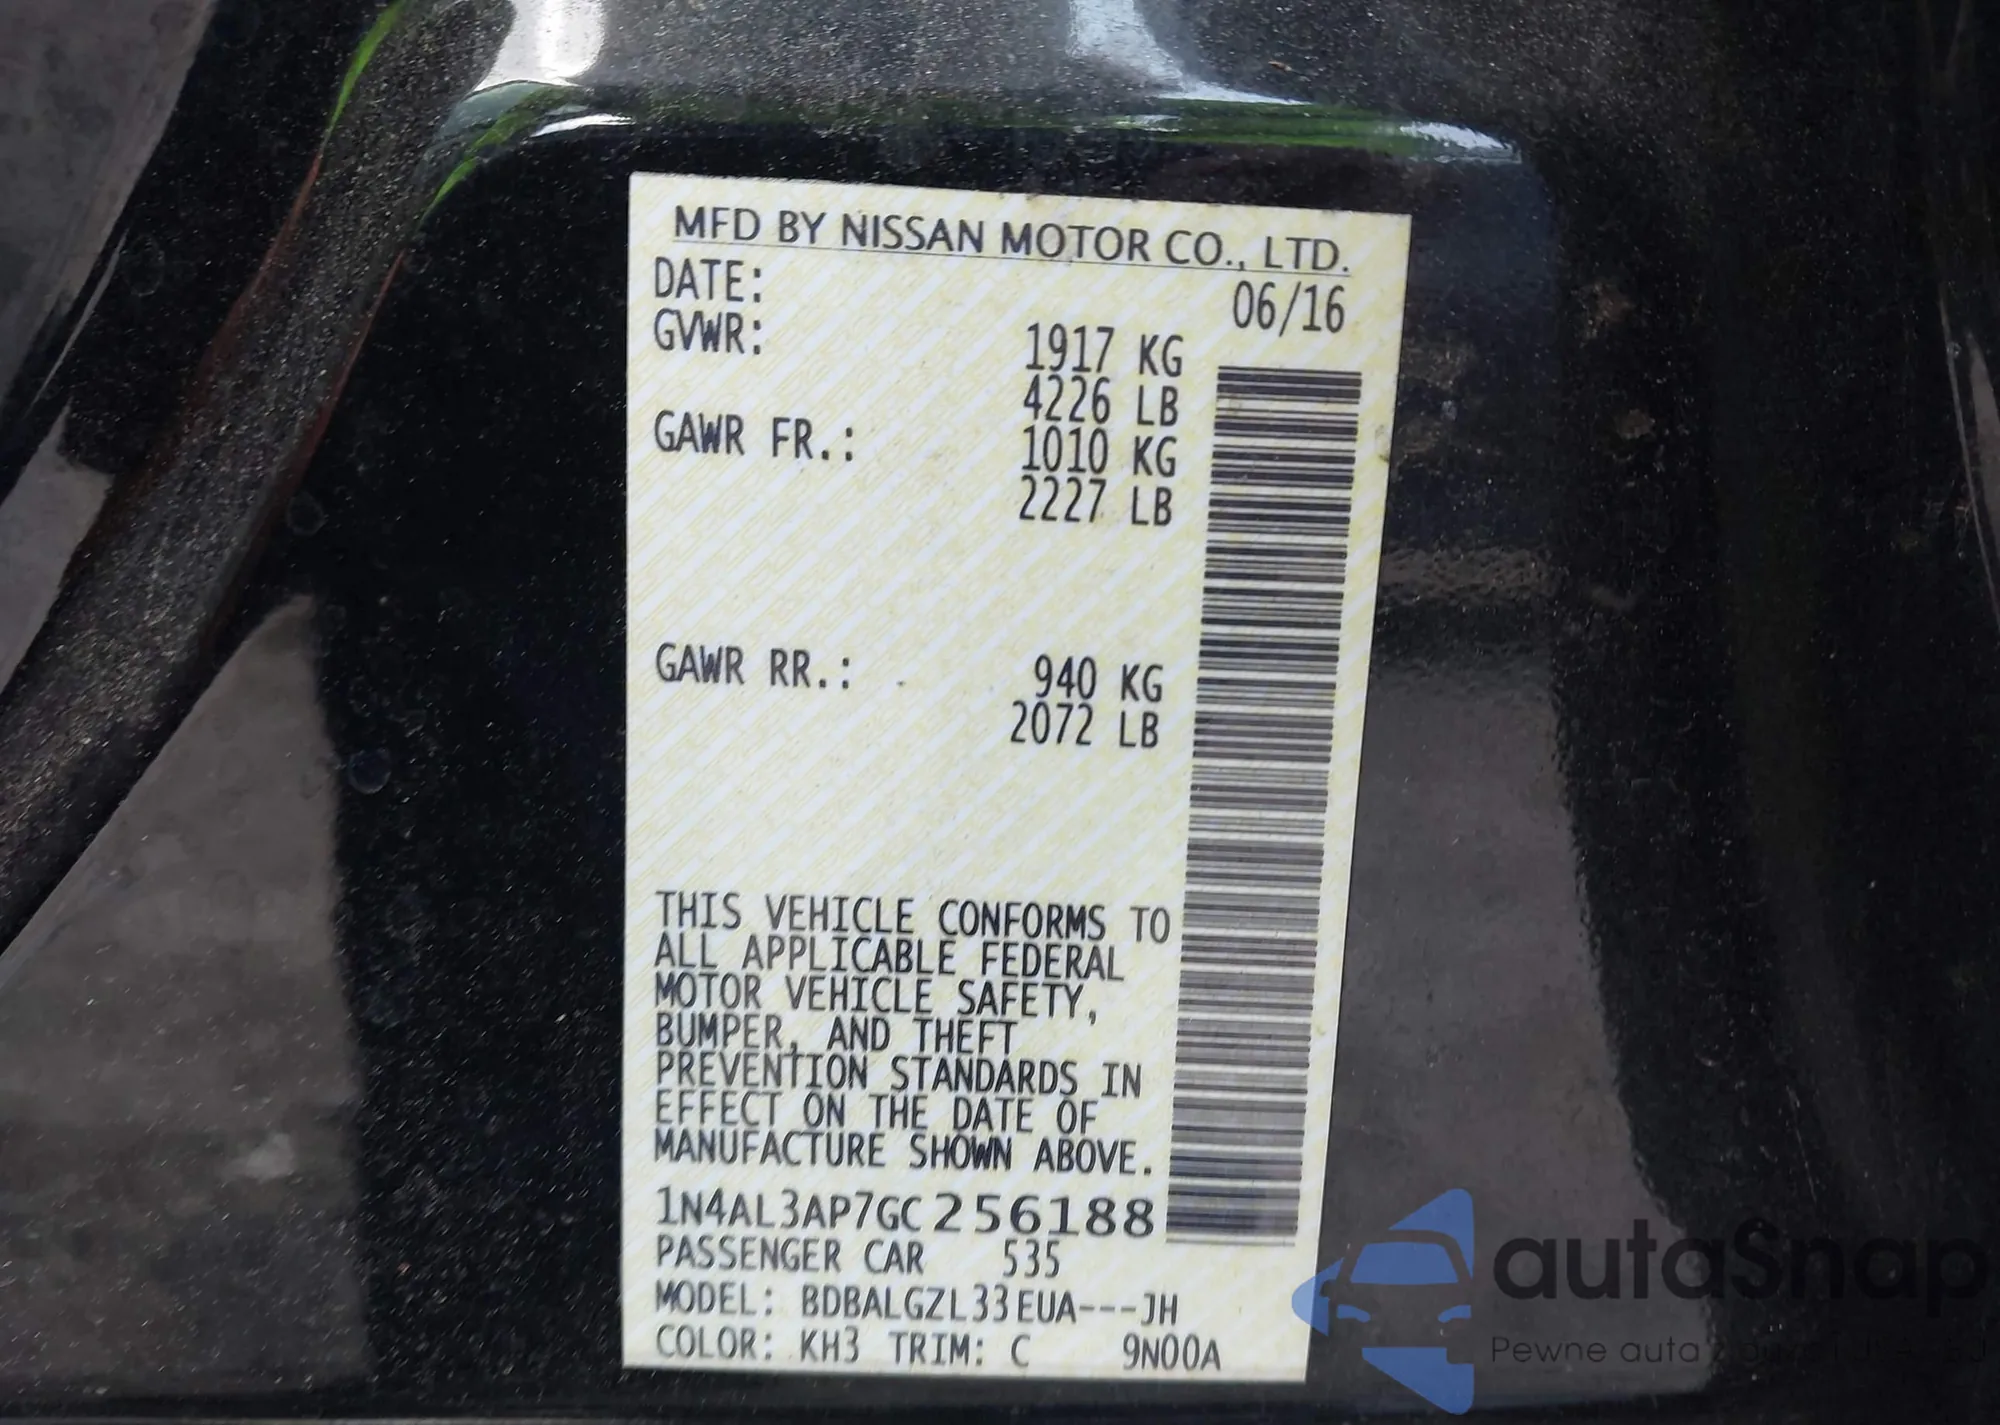 MFD BY NISSAN MOTOR CO., LTD.
DATE: 06/16
GVWR: 1917 KG
4226 LB
GAWR FR.: 1010 KG
2227 LB
GAWR RR.: 940 KG
2072 LB
THIS VEHICLE CONFORMS TO
ALL APPLICABLE FEDERAL
MOTOR VEHICLE SAFETY,
BUMPER, AND THEFT
PREVENTION STANDARDS IN
EFFECT ON THE DATE OF
MANUFACTURE SHOWN ABOVE.
1N4AL3AP7GC256188
PASSENGER CAR 535
MODEL: BDBALGZL33EUA---JH
COLOR: KH3 TRIM: C 9N00A
autaSnap
Pewne auta